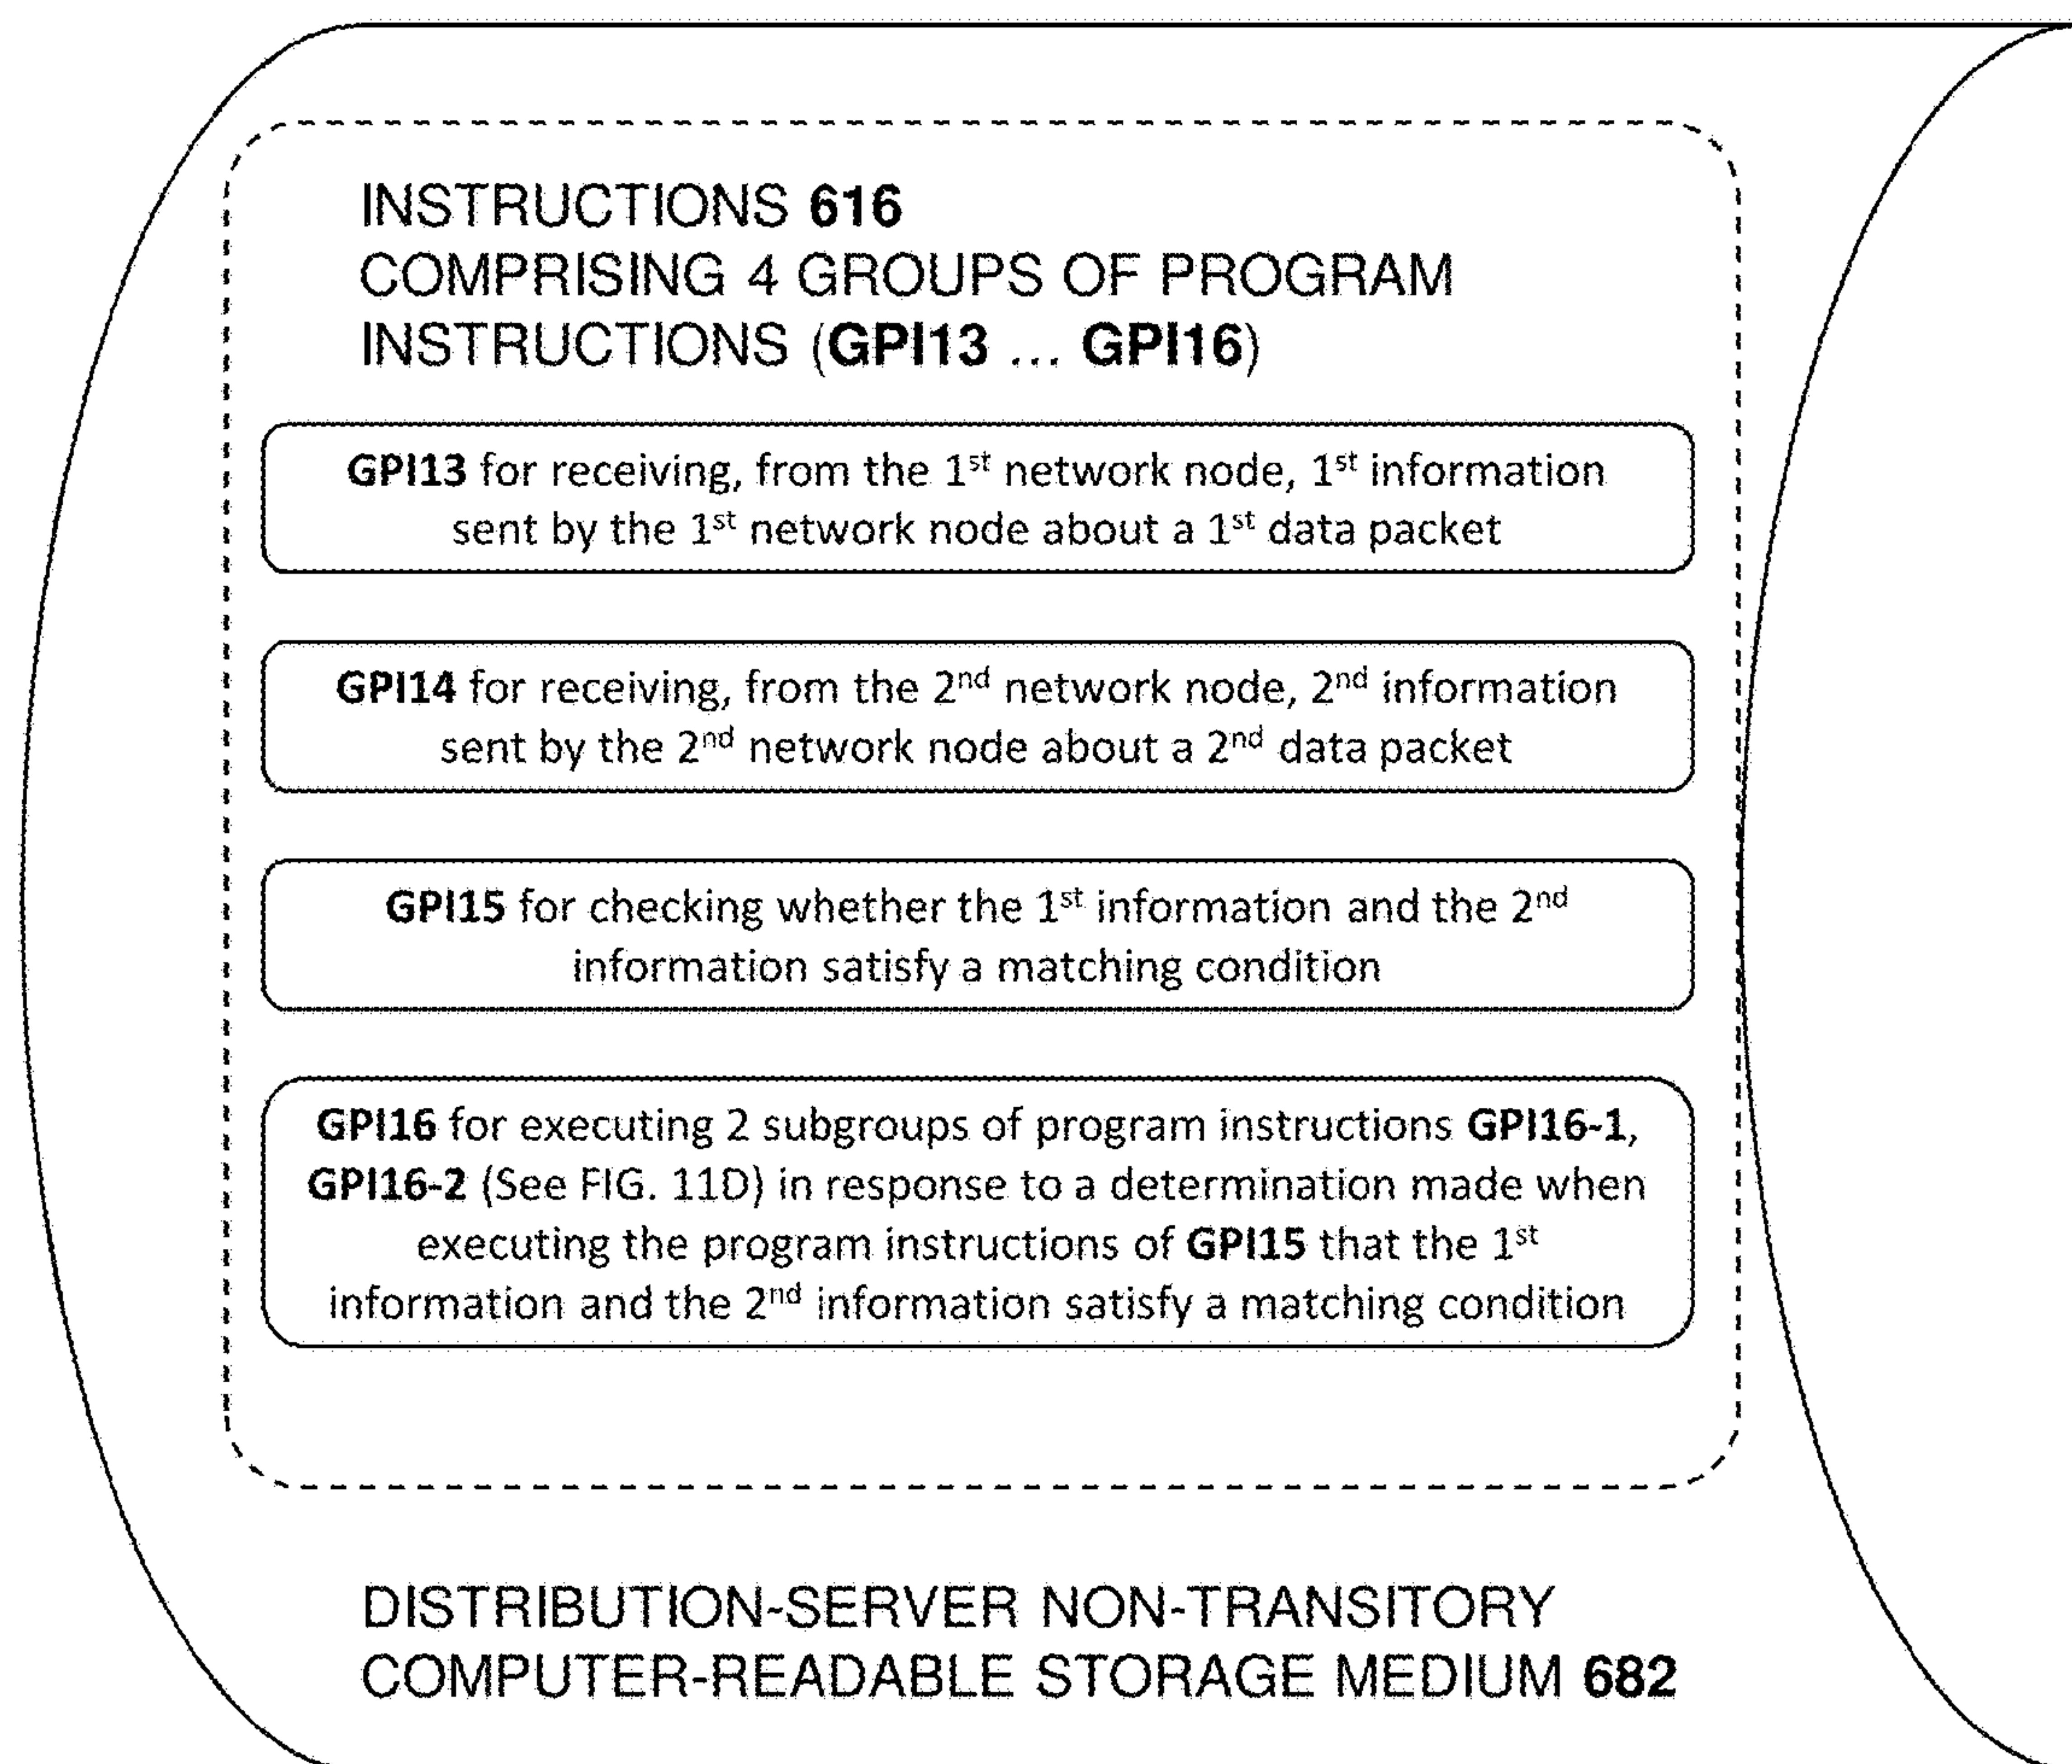 INSTRUCTIONS 616
COMPRISING 4 GROUPS OF PROGRAM
INSTRUCTIONS (GPI13 ... GPI16)
GPI13 for receiving, from the 1st network node, 1st information
sent by the 1st network node about a 1st data packet
GPI14 for receiving, from the 2nd network node, 2nd information
sent by the 2nd network node about a 2nd data packet
GPI15 for checking whether the 1st information and the 2nd
information satisfy a matching condition
GPI16 for executing 2 subgroups of program instructions GPI16-1,
GPI16-2 (See FIG. 11D) in response to a determination made when
executing the program instructions of GPI15 that the 1st
information and the 2nd information satisfy a matching condition
DISTRIBUTION-SERVER NON-TRANSITORY
COMPUTER-READABLE STORAGE MEDIUM 682